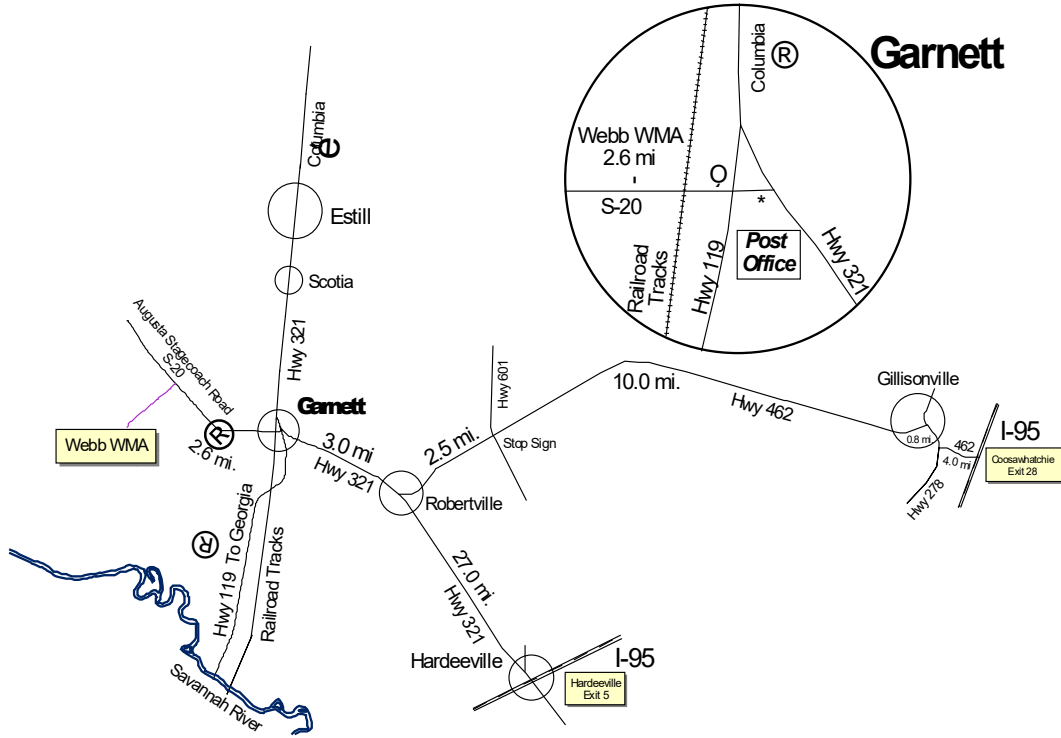 Columbia
e
Estill
Scotia
Hwy 321
Augusta Stagecoach Road
S-20
Garnett
Webb WMA
R
2.6 mi.
3.0 mi
Hwy 321
2.5 mi.
Hwy 601
Stop Sign
10.0 mi.
Hwy 462
Gillisonville
0.8 mi
462
4.0 mi
I-95
Coosawhatchie
Exit 28
Hwy 278
Robertville
R
Hwy 119 To Georgia
Railroad Tracks
27.0 mi.
Hwy 321
Hardeeville
I-95
Hardeeville
Exit 5
Savannah River
Garnett
Columbia
R
Webb WMA
2.6 mi
S-20
*
Railroad
Tracks
Hwy 119
Post
Office
Hwy 321